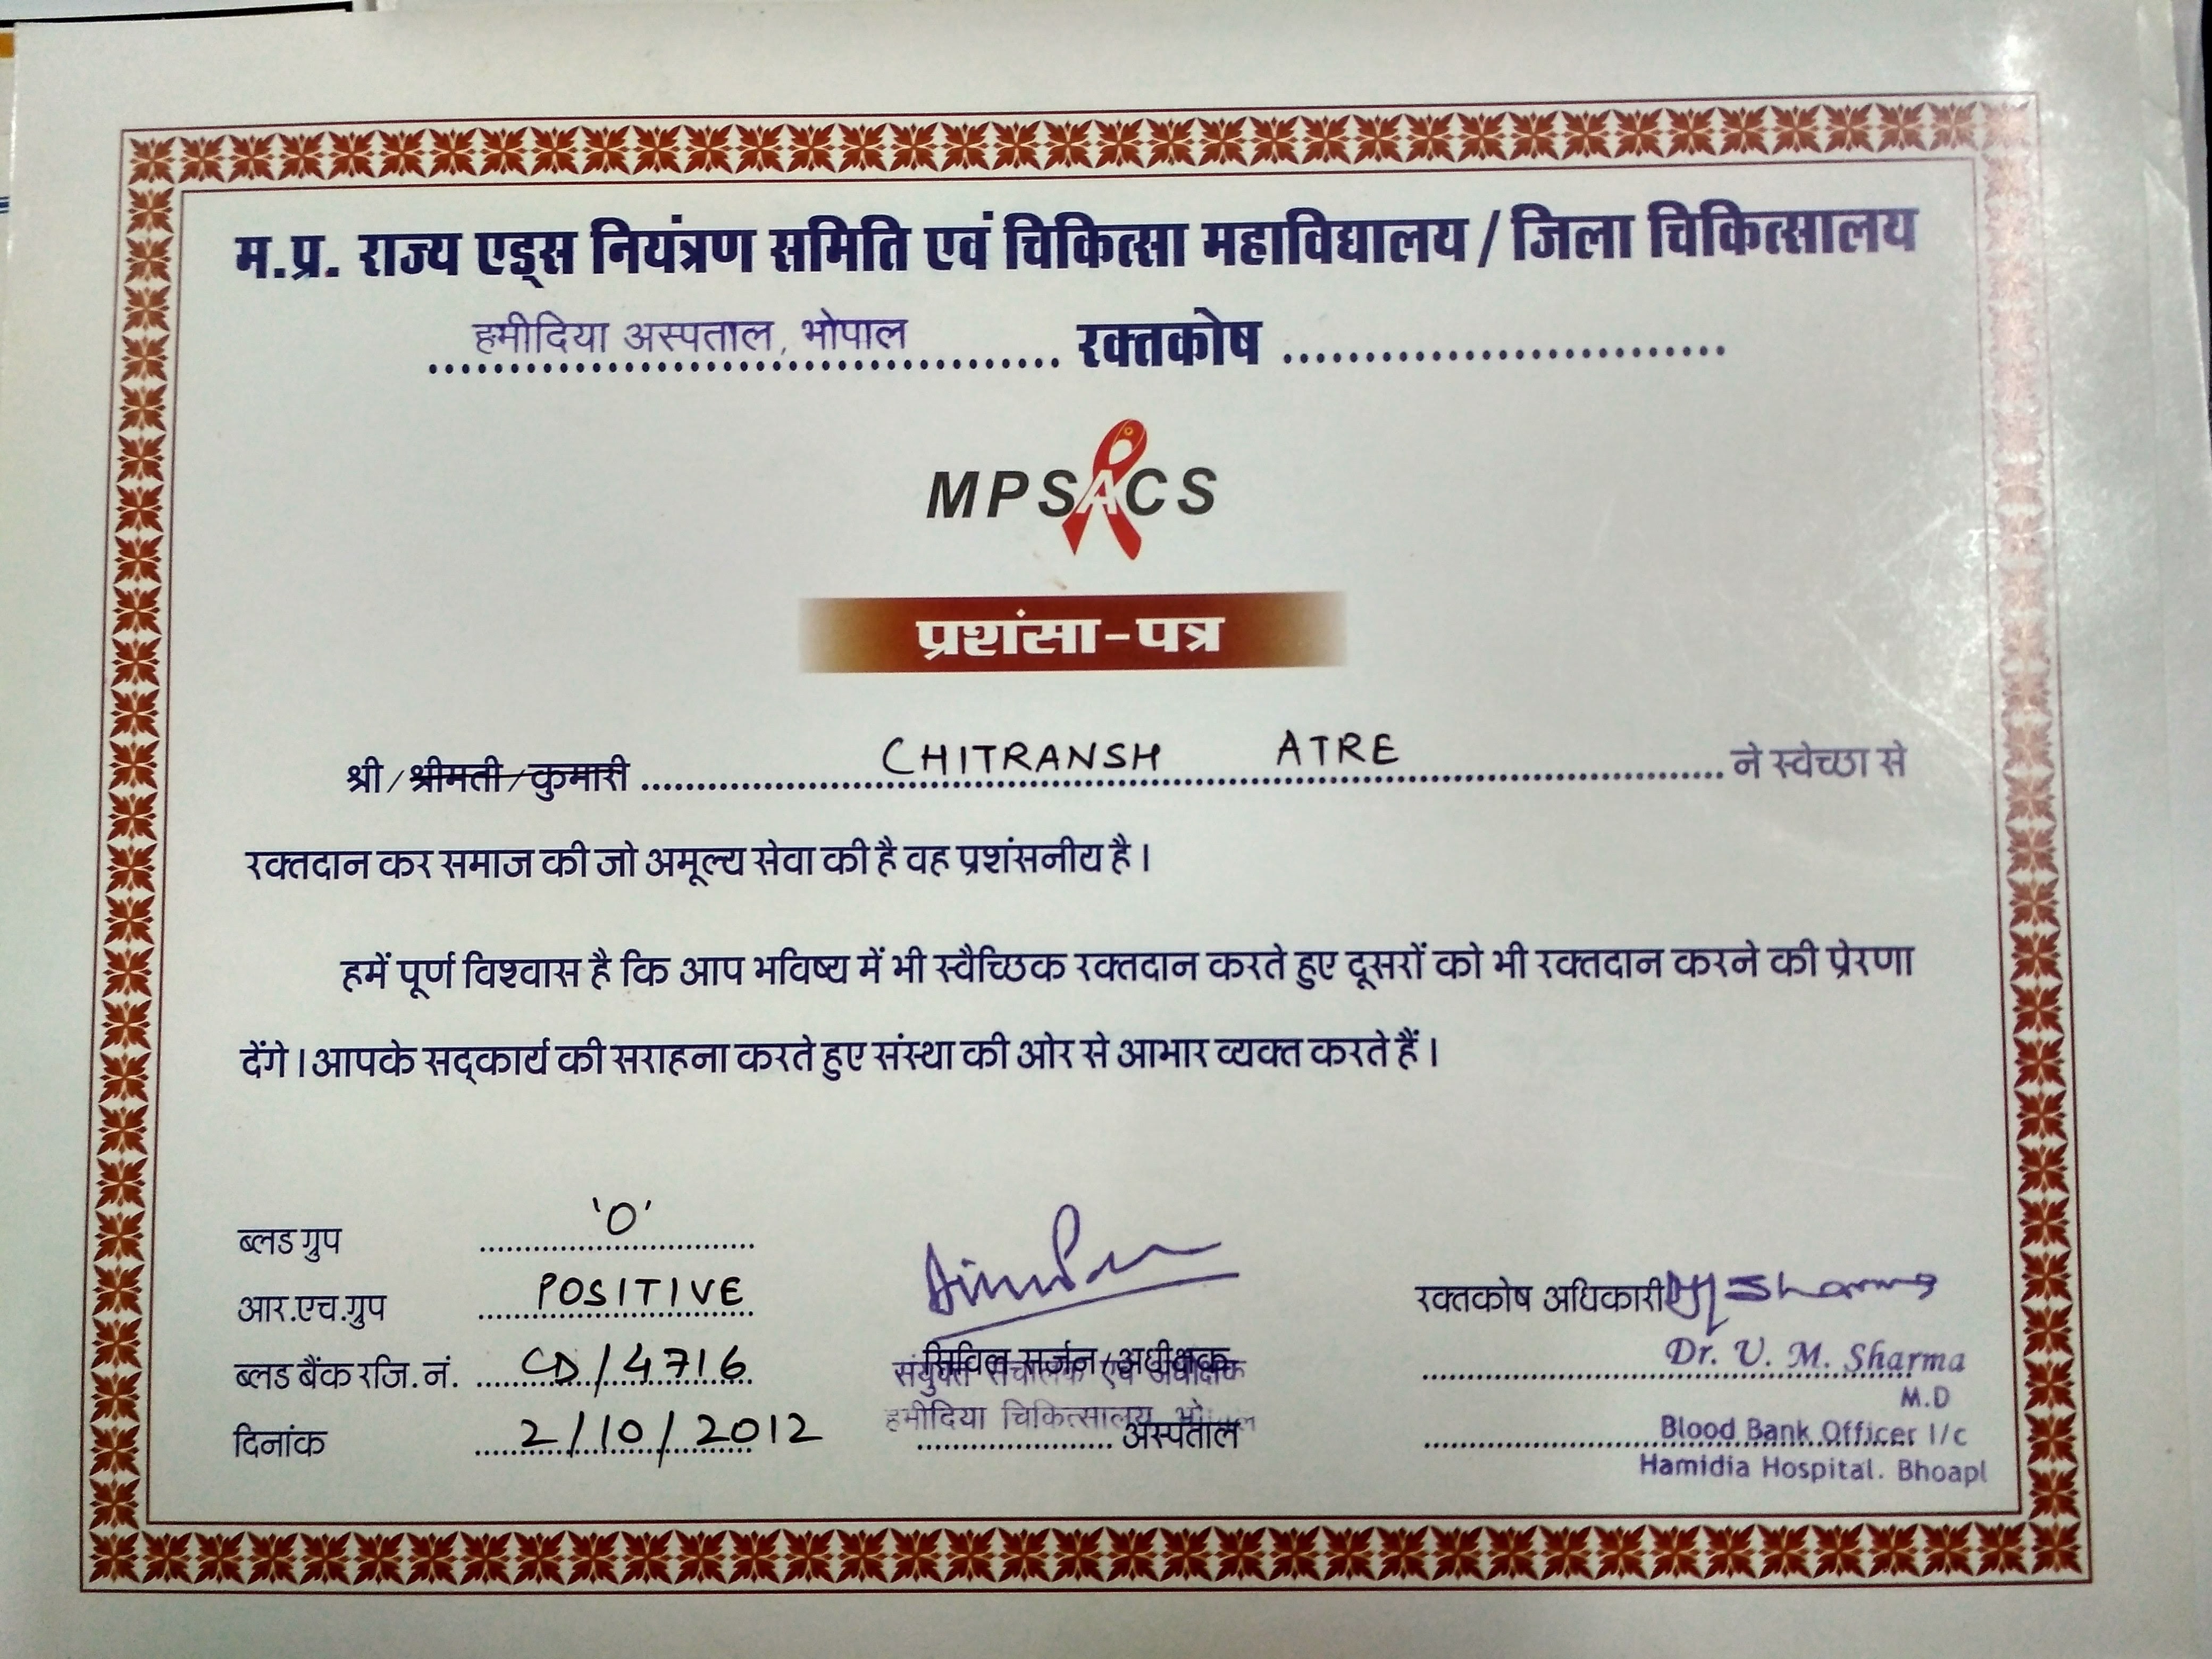 म.प्र. राज्य एड्स नियंत्रण समिति एवं चिकित्सा महाविद्यालय / जिला चिकित्सालय
हमीदिया अस्पताल, भोपाल रक्तकोष
MPSACS
प्रशंसा-पत्र
श्री / श्रीमती / कुमारी CHITRANSH ATRE ने स्वेच्छा से
रक्तदान कर समाज की जो अमूल्य सेवा की है वह प्रशंसनीय है।
हमें पूर्ण विश्वास है कि आप भविष्य में भी स्वैच्छिक रक्तदान करते हुए दूसरों को भी रक्तदान करने की प्रेरणा
देंगे। आपके सद्कार्य की सराहना करते हुए संस्था की ओर से आभार व्यक्त करते हैं।
ब्लड ग्रुप 'O'
आर.एच.ग्रुप POSITIVE
ब्लड बैंक रजि. नं. CD/4716
दिनांक 2/10/2012
सिविल सर्जन / अधीक्षक
संयुक्त संचालक एवं अधीक्षक
हमीदिया चिकित्सालय,
अस्पताल
रक्तकोष अधिकारी Sharma
Dr. U. M. Sharma
M.D
Blood Bank Officer I/c
Hamidia Hospital. Bhoapl